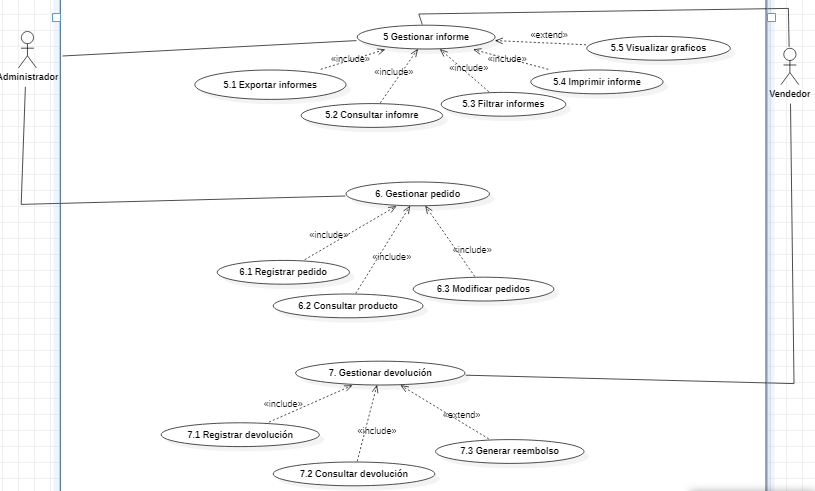 5 Gestionar informe
«extend»
5.5 Visualizar graficos
Administrador
«include»
«include»
«include»
«include»
5.1 Exportar informes
5.4 Imprimir informe
Vendedor
5.3 Filtrar informes
5.2 Consultar infomre
6. Gestionar pedido
«include»
«include»
«include»
6.1 Registrar pedido
6.3 Modificar pedidos
6.2 Consultar producto
7. Gestionar devolución
«include»
«extend»
«include»
7.1 Registrar devolución
7.3 Generar reembolso
7.2 Consultar devolución